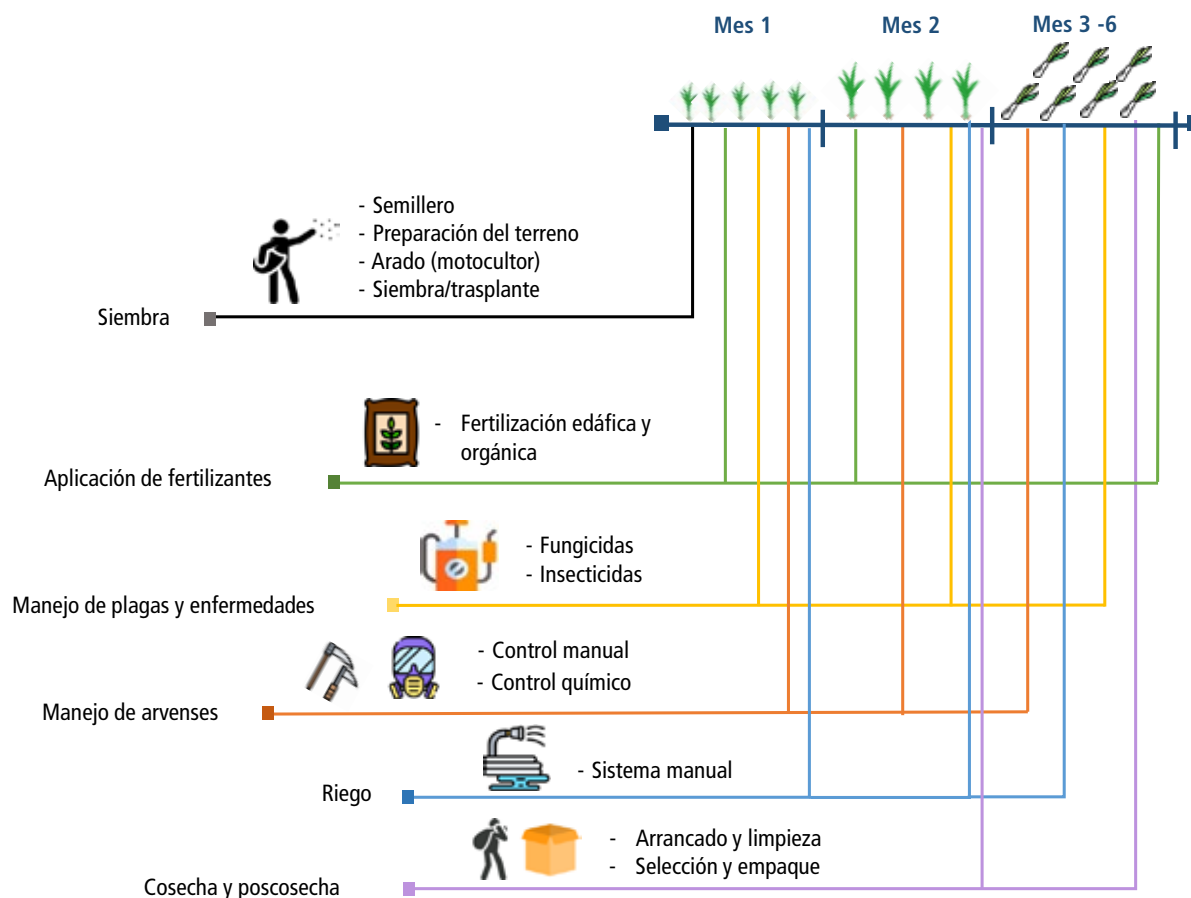 Mes 1
Mes 2
Mes 3 -6
- Semillero
- Preparación del terreno
- Arado (motocultor)
- Siembra/trasplante
Siembra
- Fertilización edáfica y
orgánica
Aplicación de fertilizantes
- Fungicidas
- Insecticidas
Manejo de plagas y enfermedades
- Control manual
- Control químico
Manejo de arvenses
- Sistema manual
Riego
- Arrancado y limpieza
- Selección y empaque
Cosecha y poscosecha